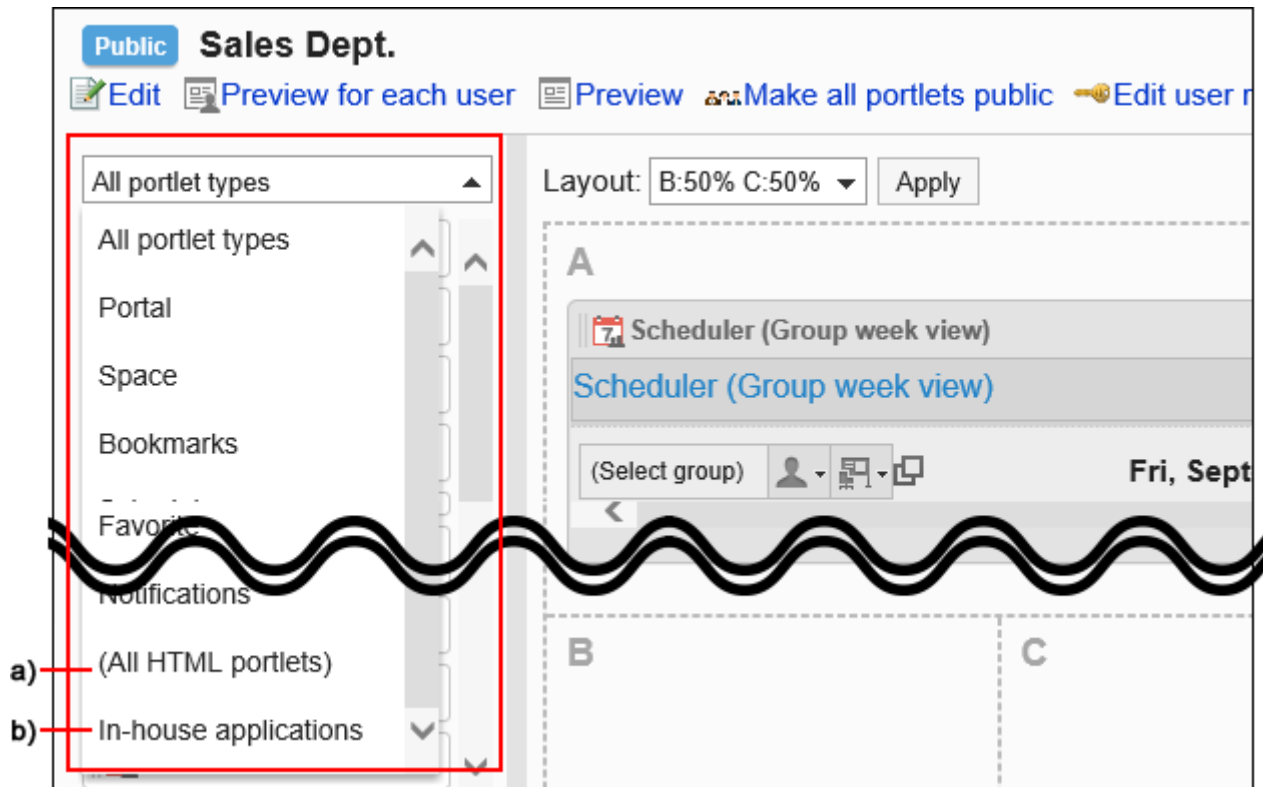 Public Sales Dept.
Edit Preview for each user Preview Make all portlets public Edit user r
All portlet types
Layout: B:50% C:50% Apply
All portlet types
Portal
Space
Bookmarks
Favorite
Notifications
a) (All HTML portlets)
b) In-house applications
A
7 Scheduler (Group week view)
Scheduler (Group week view)
(Select group) Fri, Sept
B C